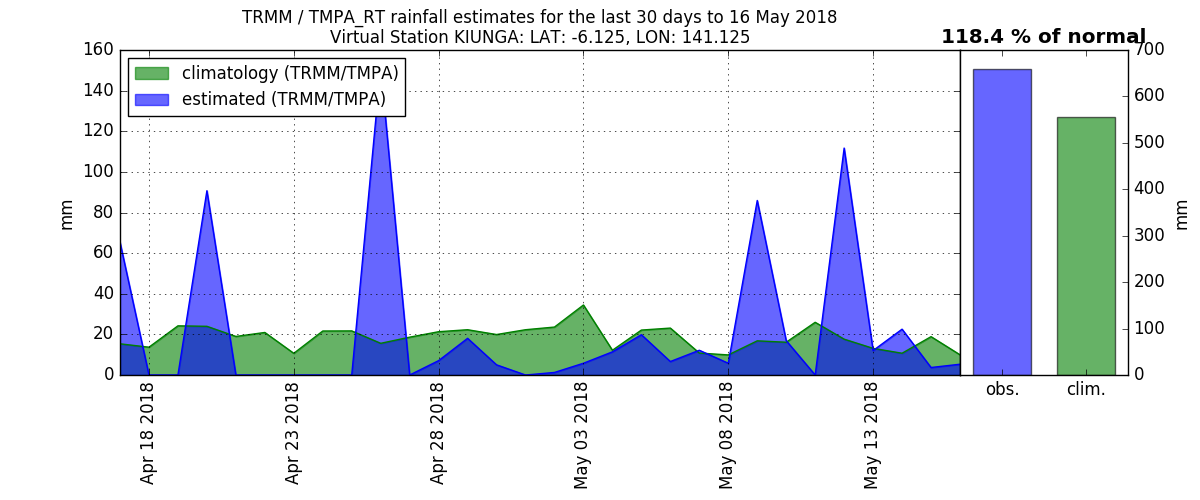 TRMM / TMPA_RT rainfall estimates for the last 30 days to 16 May 2018
Virtual Station KIUNGA: LAT: -6.125, LON: 141.125
118.4 % of normal
climatology (TRMM/TMPA)
estimated (TRMM/TMPA)
160
140
120
100
80
60
40
20
0
mm
Apr 18 2018
Apr 23 2018
Apr 28 2018
May 03 2018
May 08 2018
May 13 2018
700
600
500
400
300
200
100
0
mm
obs.
clim.